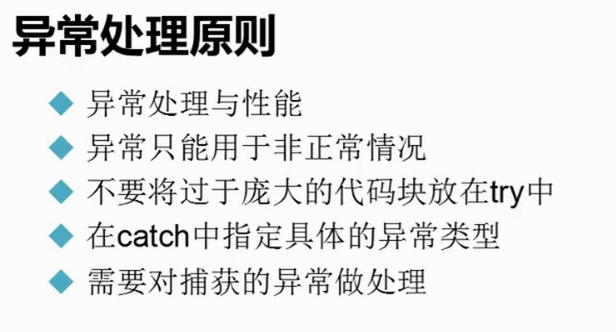 异常处理原则
异常处理与性能
异常只能用于非正常情况
不要将过于庞大的代码块放在try中
在catch中指定具体的异常类型
需要对捕获的异常做处理